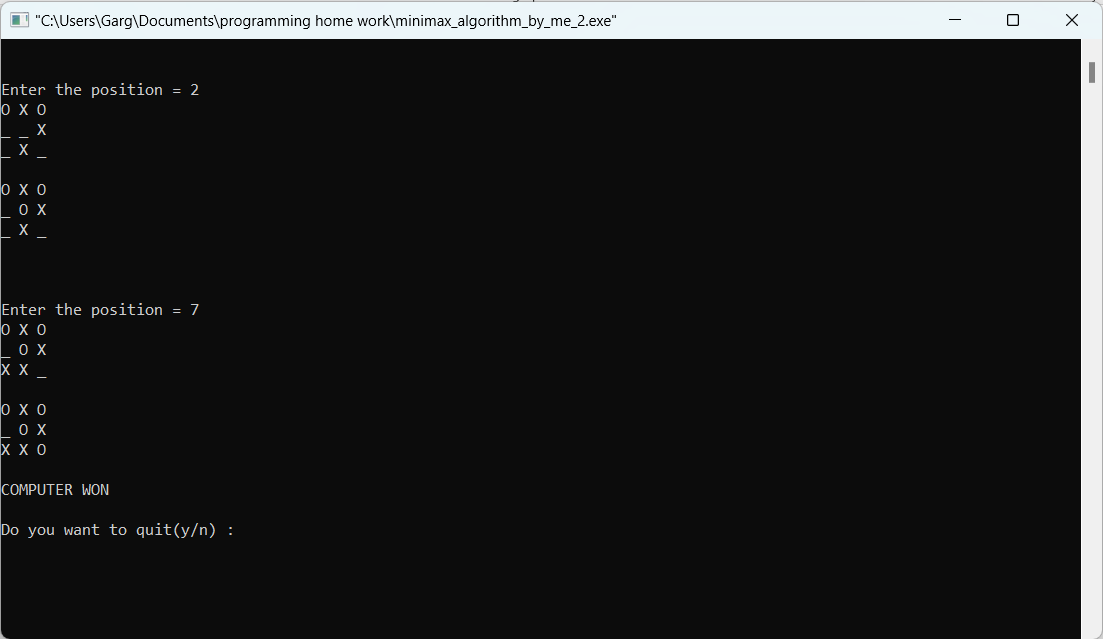 "C:\Users\Garg\Documents\programming home work\minimax_algorithm_by_me_2.exe"
Enter the position = 2
O X O
_ _ X
_ X _
O X O
_ O X
_ X _
Enter the position = 7
O X O
_ O X
X X _
O X O
_ O X
X X O
COMPUTER WON
Do you want to quit(y/n) :